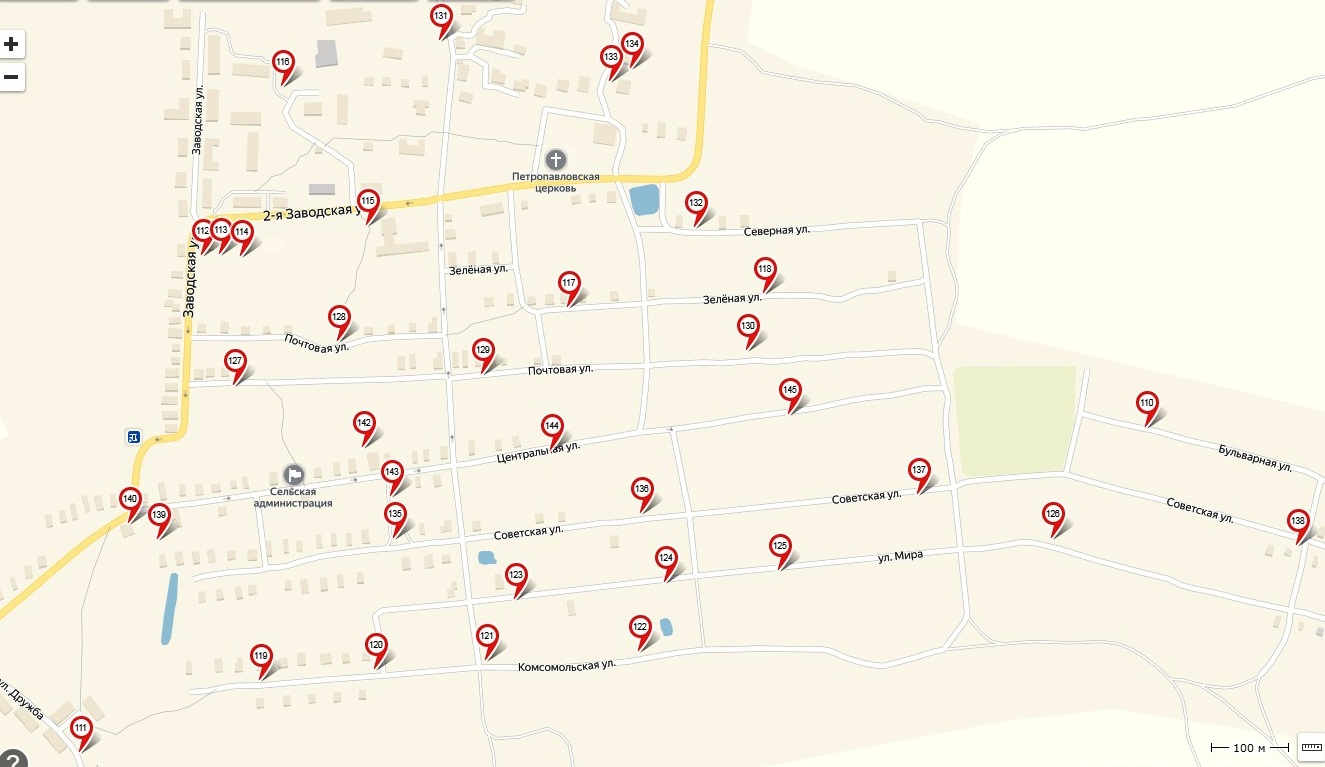 +
−
131
134
133
116
Заводская ул.
Петропавловская
церковь
115
2-я Заводская у
132
112
113
114
Северная ул.
Заводская у
Зелёная ул.
118
117
Зелёная ул.
128
130
Почтовая ул.
129
127
Почтовая ул.
145
110
142
144
Центральная ул.
Бульварная ул.
143
137
Сельская
администрация
136
140
139
135
Советская ул.
Советская ул.
Советская ул.
138
126
125
124
ул. Мира
123
122
121
120
119
Комсомольская ул.
ул. Дружба
111
100 м
?